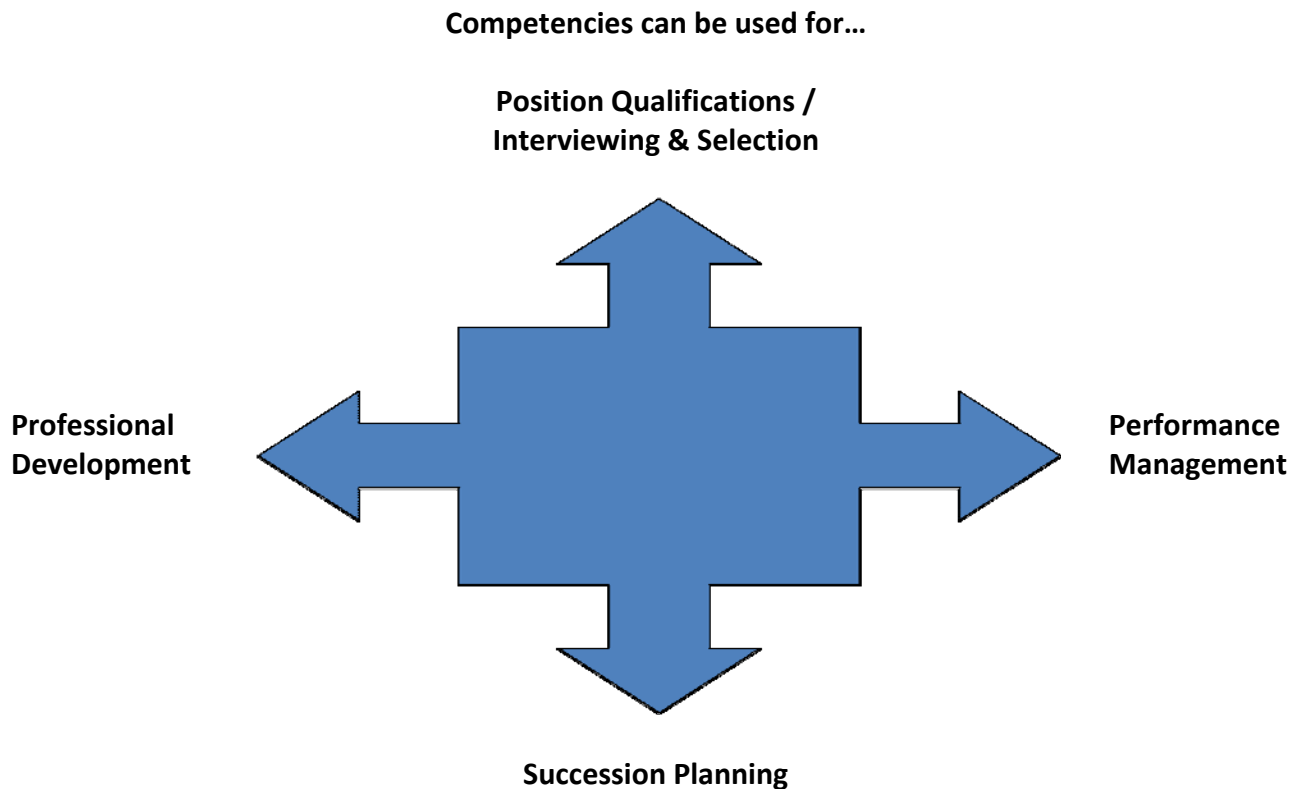 Competencies can be used for…
Position Qualifications /
Interviewing & Selection
Professional
Development
Performance
Management
Succession Planning